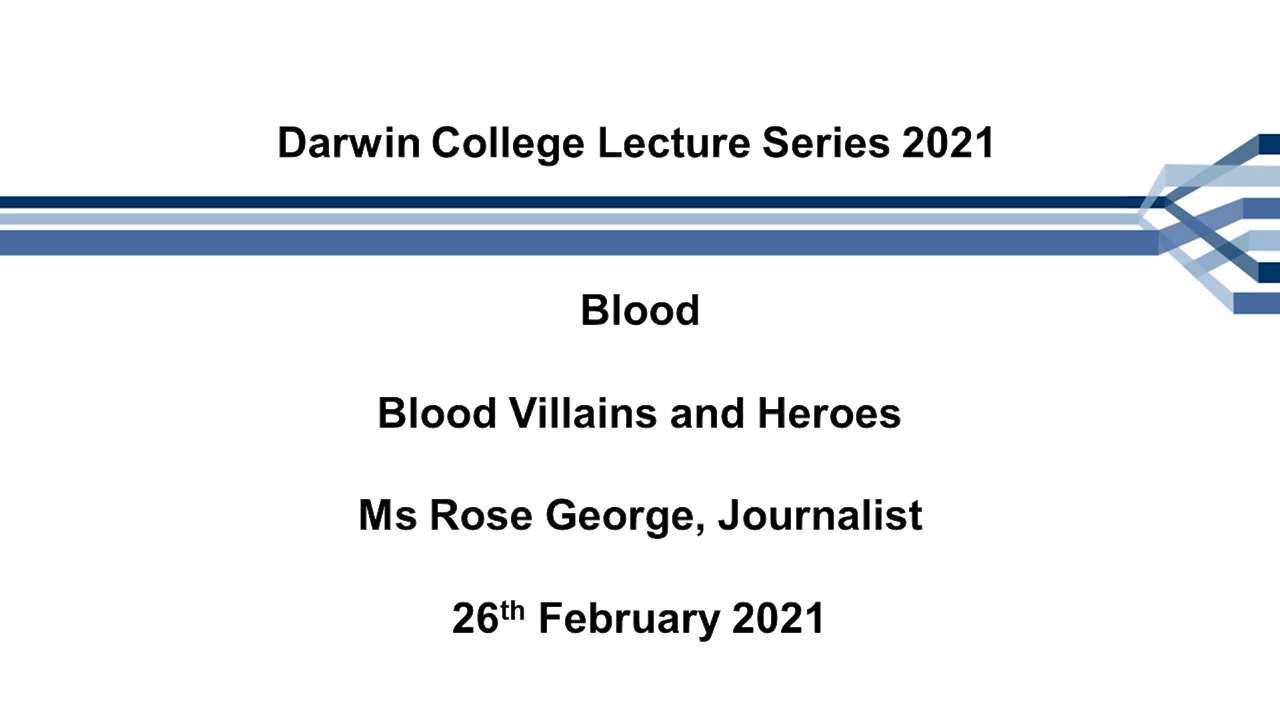 Darwin College Lecture Series 2021
Blood
Blood Villains and Heroes
Ms Rose George, Journalist
26th February 2021